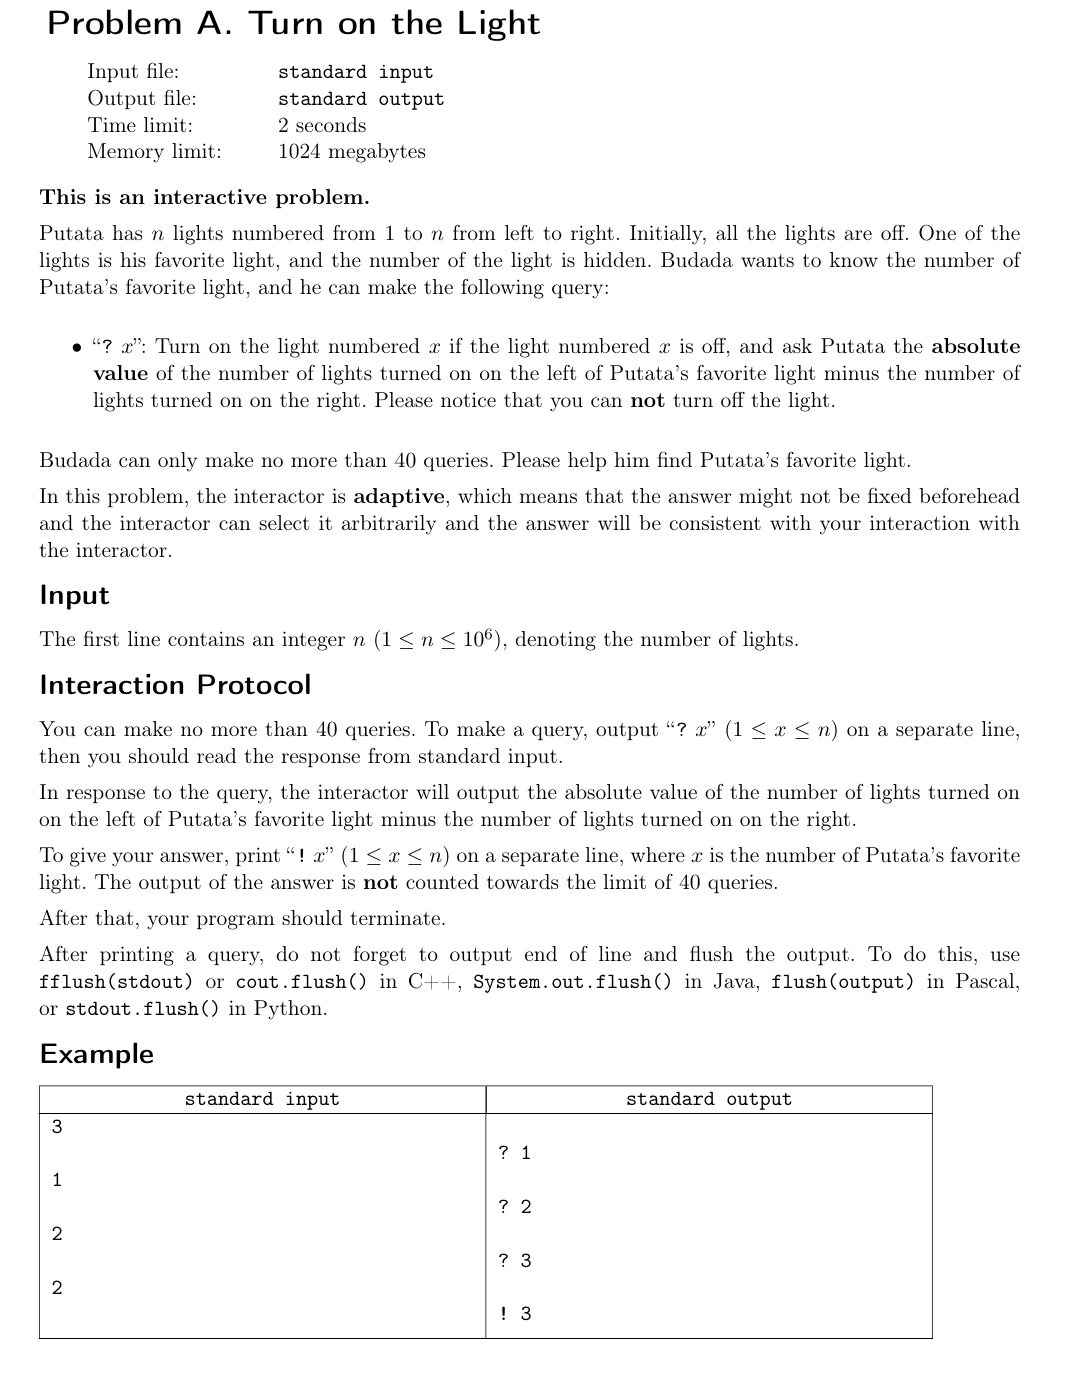 Problem A. Turn on the Light
Input file: standard input
Output file: standard output
Time limit: 2 seconds
Memory limit: 1024 megabytes
This is an interactive problem.
Putata has n lights numbered from 1 to n from left to right. Initially, all the lights are off. One of the
lights is his favorite light, and the number of the light is hidden. Budada wants to know the number of
Putata’s favorite light, and he can make the following query:
• “? x”: Turn on the light numbered x if the light numbered x is off, and ask Putata the absolute
value of the number of lights turned on on the left of Putata’s favorite light minus the number of
lights turned on on the right. Please notice that you can not turn off the light.
Budada can only make no more than 40 queries. Please help him find Putata’s favorite light.
In this problem, the interactor is adaptive, which means that the answer might not be fixed beforehand
and the interactor can select it arbitrarily and the answer will be consistent with your interaction with
the interactor.
Input
The first line contains an integer n (1 ≤ n ≤ 10⁶), denoting the number of lights.
Interaction Protocol
You can make no more than 40 queries. To make a query, output “? x” (1 ≤ x ≤ n) on a separate line,
then you should read the response from standard input.
In response to the query, the interactor will output the absolute value of the number of lights turned on
on the left of Putata’s favorite light minus the number of lights turned on on the right.
To give your answer, print “! x” (1 ≤ x ≤ n) on a separate line, where x is the number of Putata’s favorite
light. The output of the answer is not counted towards the limit of 40 queries.
After that, your program should terminate.
After printing a query, do not forget to output end of line and flush the output. To do this, use
fflush(stdout) or cout.flush() in C++, System.out.flush() in Java, flush(output) in Pascal,
or stdout.flush() in Python.
Example
standard input standard output
3
? 1
1
? 2
2
? 3
2
! 3